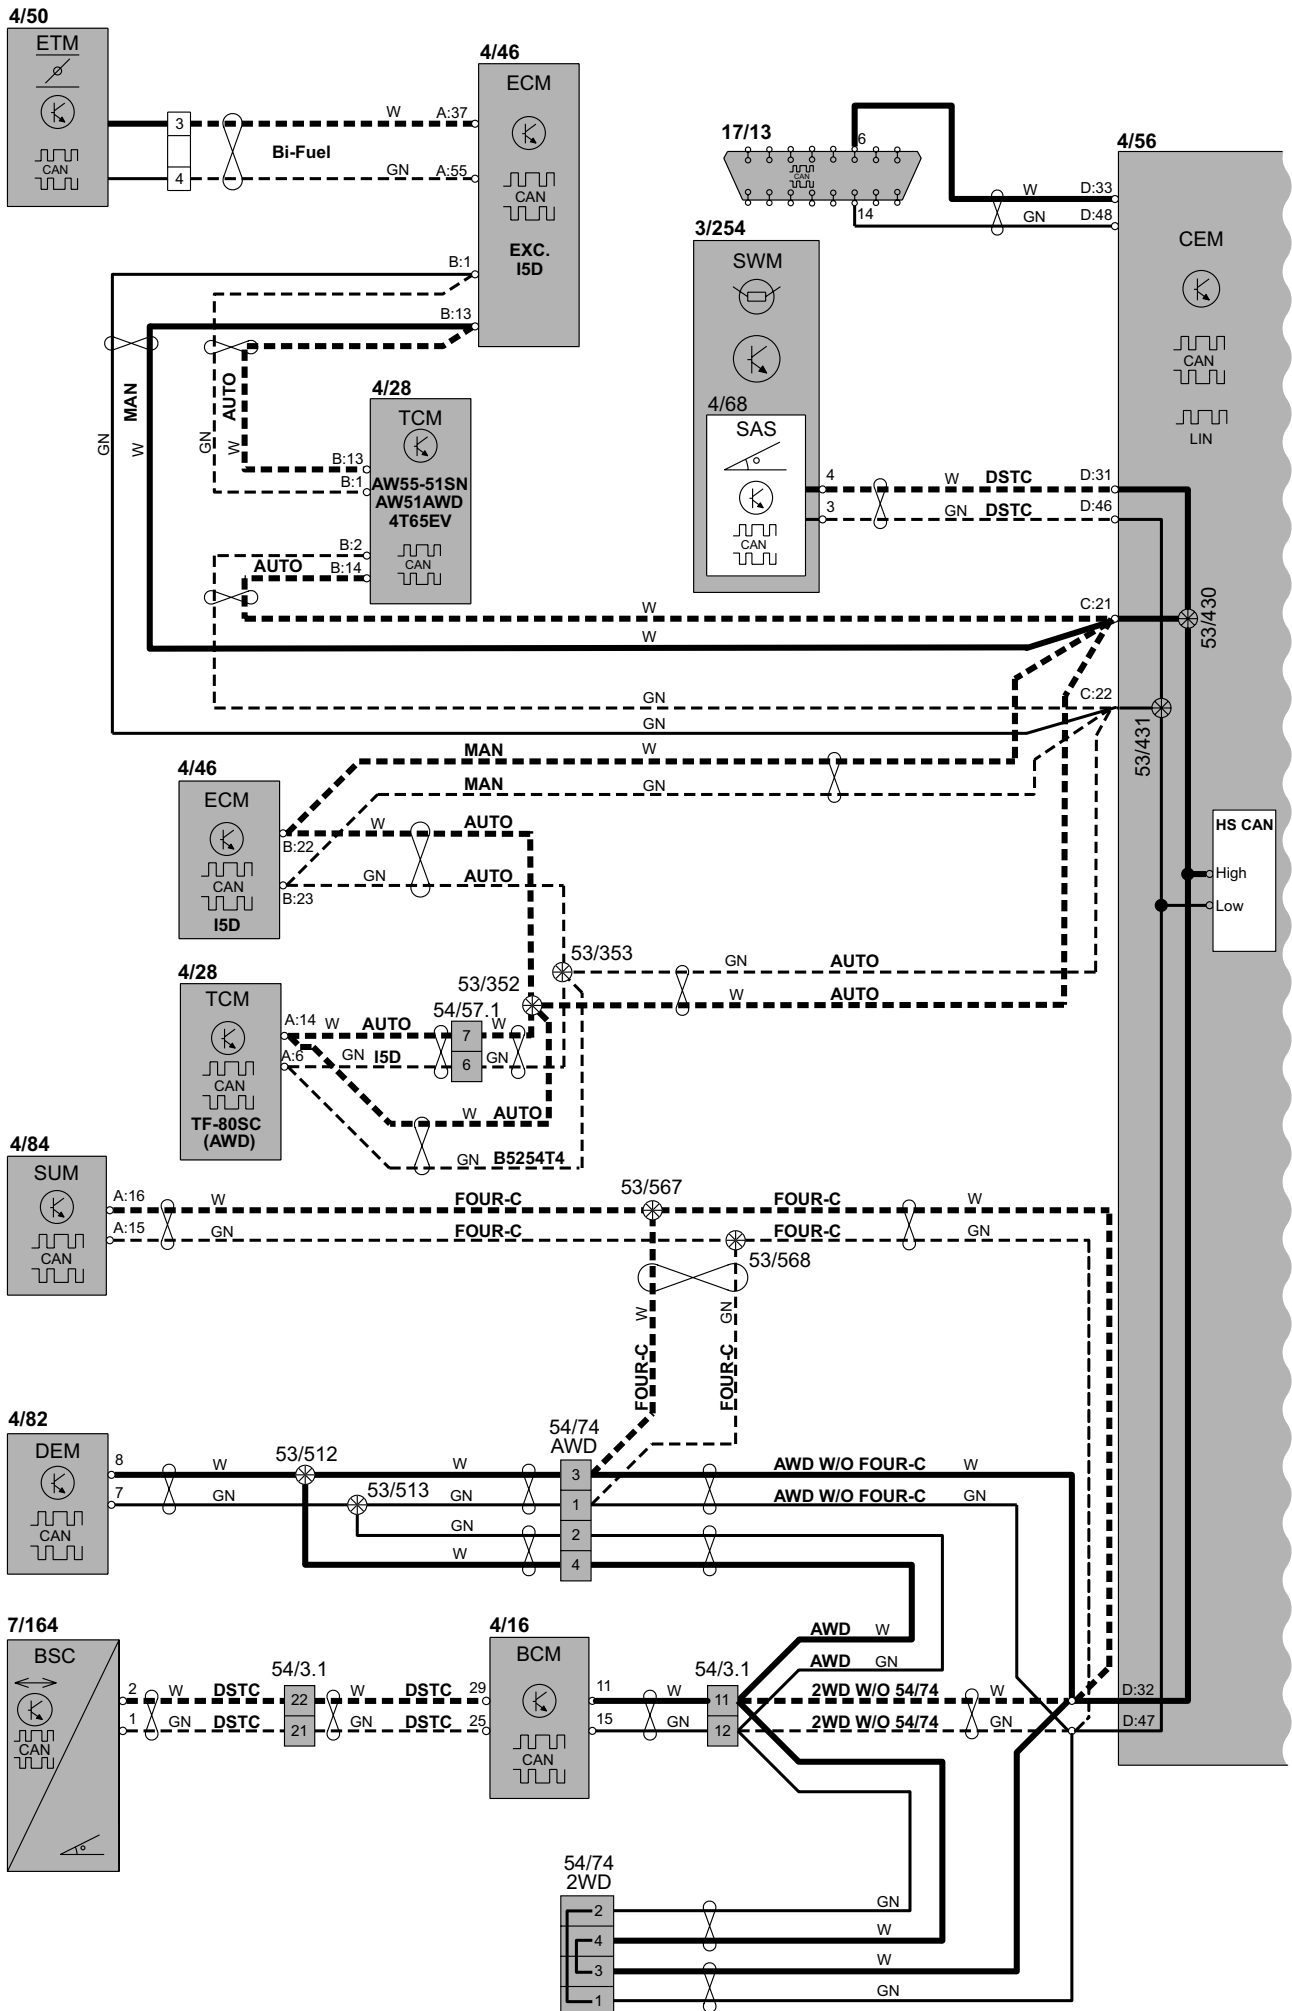 4/50
ETM
CAN
3
4
W
A:37
Bi-Fuel
GN
A:55
4/46
ECM
CAN
EXC.
I5D
B:1
B:13
MAN
GN
W
AUTO
GN
W
4/28
TCM
B:13
B:1
AW55-51SN
AW51AWD
4T65EV
B:2
B:14
CAN
AUTO
17/13
6
CAN
14
W
D:33
GN
D:48
4/56
CEM
CAN
LIN
3/254
SWM
4/68
SAS
CAN
4
W
DSTC
D:31
3
GN
DSTC
D:46
W
C:21
W
53/430
GN
C:22
GN
53/431
MAN
W
MAN
GN
4/46
ECM
CAN
I5D
B:22
W
AUTO
B:23
GN
AUTO
HS CAN
High
Low
53/353
GN
AUTO
53/352
W
AUTO
4/28
TCM
CAN
TF-80SC
(AWD)
A:14
W
AUTO
54/57.1
7
W
A:6
GN
I5D
6
GN
W
AUTO
GN
B5254T4
4/84
SUM
CAN
A:16
W
FOUR-C
53/567
FOUR-C
W
A:15
GN
FOUR-C
FOUR-C
GN
53/568
W
GN
FOUR-C
FOUR-C
4/82
DEM
CAN
8
W
53/512
W
54/74
AWD
3
AWD W/O FOUR-C
W
7
GN
53/513
GN
1
AWD W/O FOUR-C
GN
GN
2
W
4
7/164
BSC
CAN
2
W
DSTC
54/3.1
22
W
DSTC
29
1
GN
DSTC
21
GN
DSTC
25
4/16
BCM
CAN
11
W
54/3.1
11
15
GN
12
AWD
W
AWD
GN
2WD W/O 54/74
W
2WD W/O 54/74
GN
D:32
D:47
54/74
2WD
2
GN
4
W
3
W
1
GN